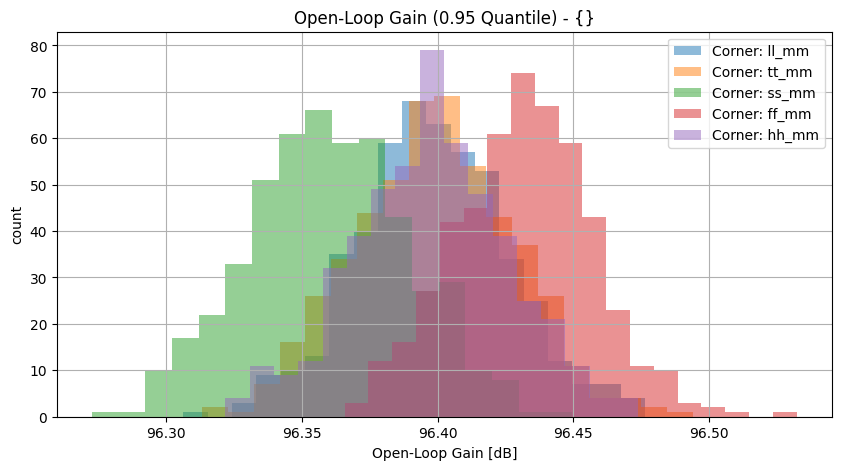 Open-Loop Gain (0.95 Quantile) - {}
80
70
60
50
40
30
20
10
0
count
Corner: ll_mm
Corner: tt_mm
Corner: ss_mm
Corner: ff_mm
Corner: hh_mm
96.30
96.35
96.40
96.45
96.50
Open-Loop Gain [dB]